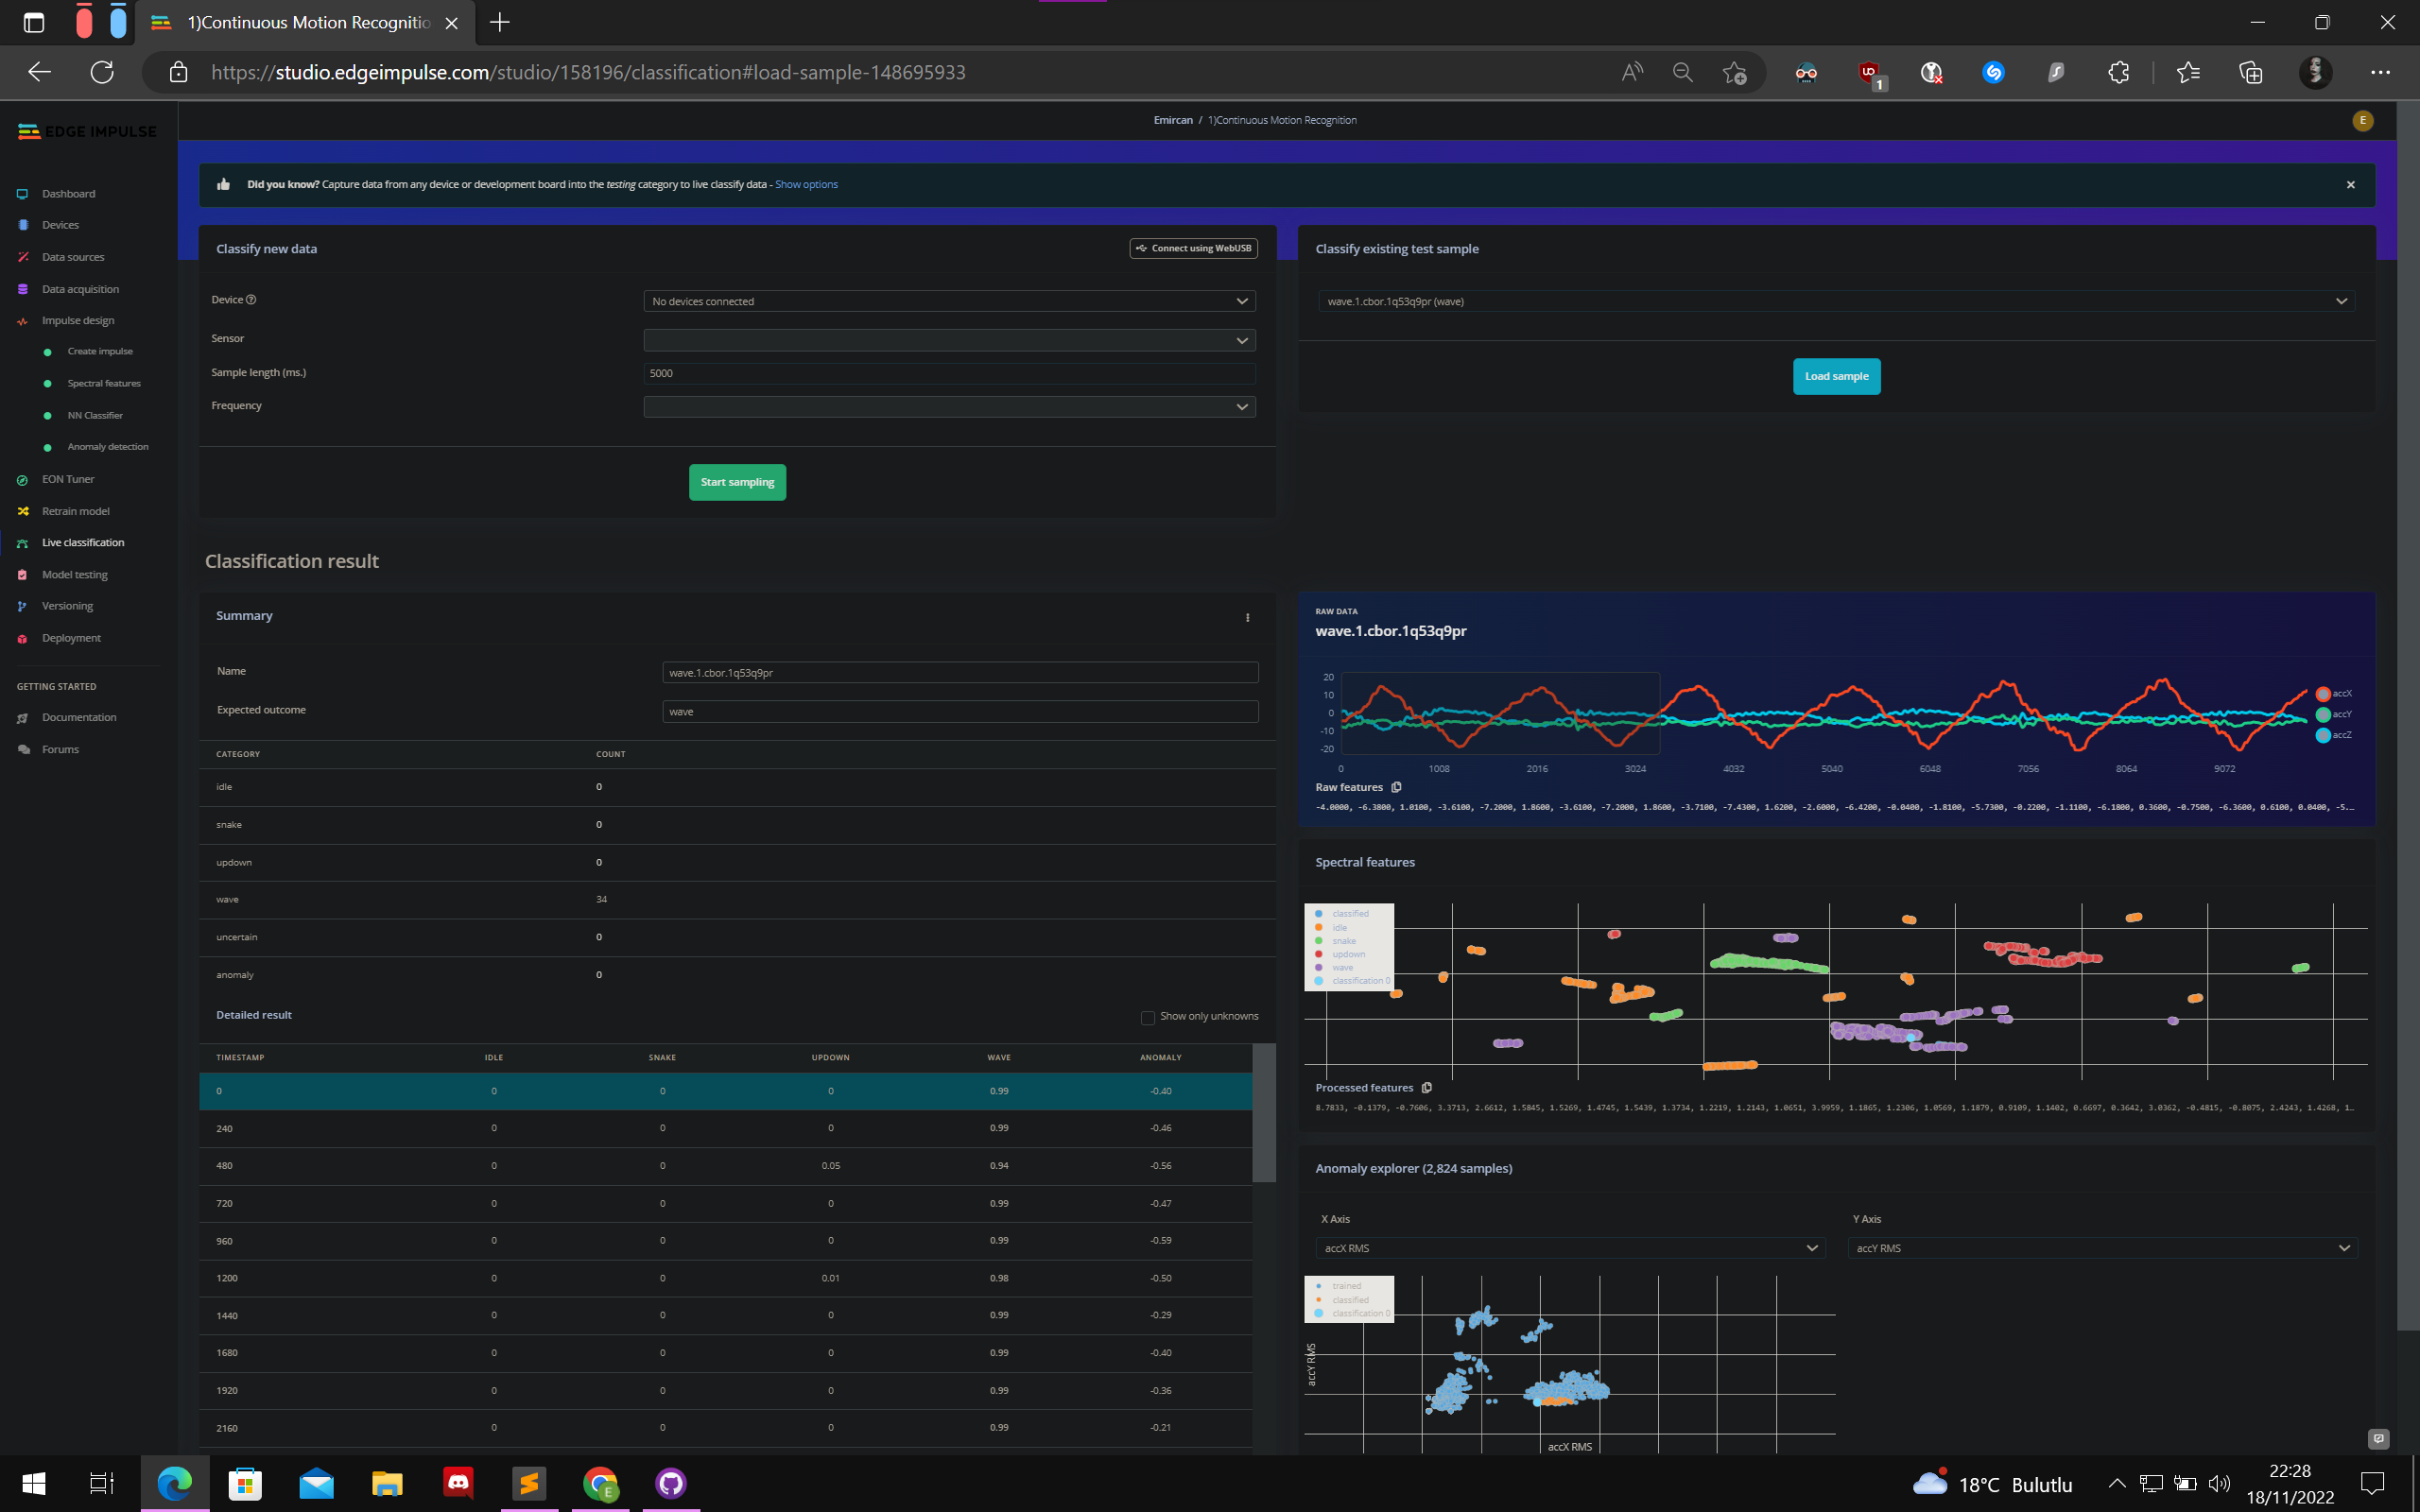 1)Continuous Motion Recognitio
https://studio.edgeimpulse.com/studio/158196/classification#load-sample-148695933
1
EDGE IMPULSE
Emircan / 1)Continuous Motion Recognition
E
Dashboard
Devices
Data sources
Data acquisition
Impulse design
Create impulse
Spectral features
NN Classifier
Anomaly detection
EON Tuner
Retrain model
Live classification
Model testing
Versioning
Deployment
GETTING STARTED
Documentation
Forums
Did you know? Capture data from any device or development board into the testing category to live classify data - Show options
Classify new data
Connect using WebUSB
Device
No devices connected
Sensor
Sample length (ms.)
5000
Frequency
Start sampling
Classify existing test sample
wave.1.cbor.1q53q9pr (wave)
Load sample
Classification result
Summary
Name
wave.1.cbor.1q53q9pr
Expected outcome
wave
CATEGORY COUNT
idle 0
snake 0
updown 0
wave 34
uncertain 0
anomaly 0
Detailed result
Show only unknowns
TIMESTAMP IDLE SNAKE UPDOWN WAVE ANOMALY
0 0 0 0 0.99 -0.40
240 0 0 0 0.99 -0.46
480 0 0 0.05 0.94 -0.56
720 0 0 0 0.99 -0.47
960 0 0 0 0.99 -0.59
1200 0 0 0.01 0.98 -0.50
1440 0 0 0 0.99 -0.29
1680 0 0 0 0.99 -0.40
1920 0 0 0 0.99 -0.36
2160 0 0 0 0.99 -0.21
RAW DATA
wave.1.cbor.1q53q9pr
20
10
0
-10
-20
0 1008 2016 3024 4032 5040 6048 7056 8064 9072
accX
accY
accZ
Raw features
-4.0000, -6.3800, 1.0100, -3.6100, -7.2000, 1.8600, -3.6100, -7.2000, 1.8600, -3.7100, -7.4300, 1.6200, -2.6000, -6.4200, -0.0400, -1.8100, -5.7300, -0.2200, -1.1100, -6.1800, 0.3600, -0.7500, -6.3600, 0.6100, 0.0400, -5...
Spectral features
classified
idle
snake
updown
wave
classification 0
Processed features
8.7833, -0.1379, -0.7606, 3.3713, 2.6612, 1.5845, 1.5269, 1.4745, 1.5439, 1.3734, 1.2219, 1.2143, 1.0651, 3.9959, 1.1865, 1.2306, 1.0569, 1.1879, 0.9109, 1.1402, 0.6697, 0.3642, 3.0362, -0.4815, -0.8075, 2.4243, 1.4268, 1...
Anomaly explorer (2,824 samples)
X Axis
accX RMS
Y Axis
accY RMS
trained
classified
classification 0
accY RMS
accX RMS
E
18°C Bulutlu
22:28
18/11/2022